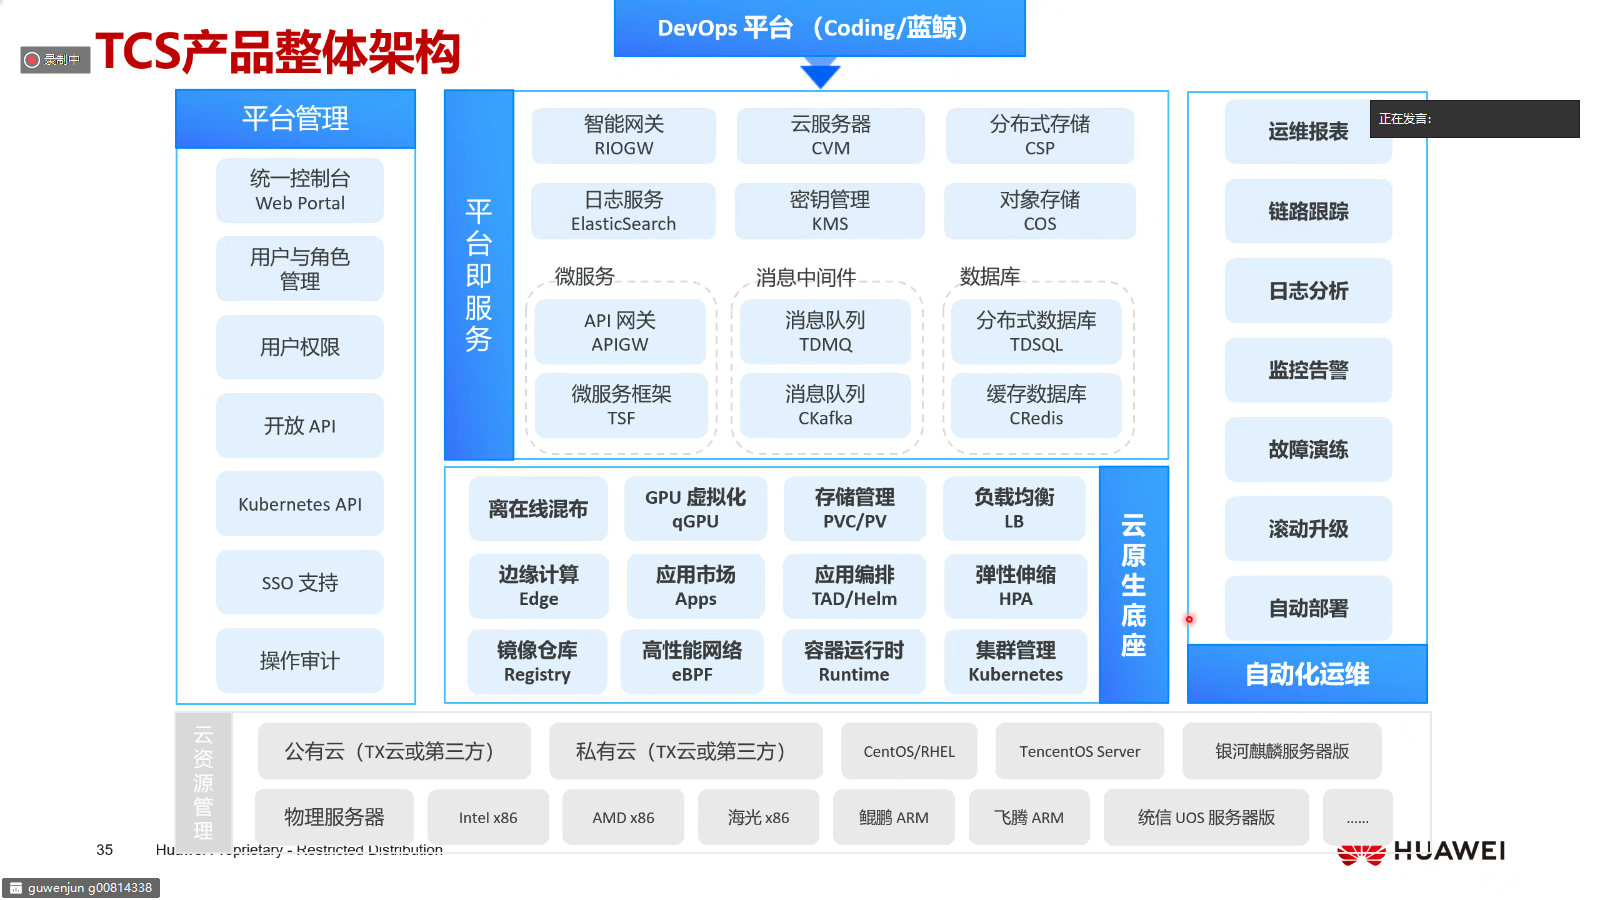 DevOps 平台 （Coding/蓝鲸）
录制中
TCS产品整体架构
平台管理
统一控制台
Web Portal
用户与角色
管理
用户权限
开放 API
Kubernetes API
SSO 支持
操作审计
平台即服务
智能网关
RIOGW
云服务器
CVM
分布式存储
CSP
日志服务
ElasticSearch
密钥管理
KMS
对象存储
COS
微服务
API 网关
APIGW
微服务框架
TSF
消息中间件
消息队列
TDMQ
消息队列
CKafka
数据库
分布式数据库
TDSQL
缓存数据库
CRedis
离在线混布
GPU 虚拟化
qGPU
存储管理
PVC/PV
负载均衡
LB
边缘计算
Edge
应用市场
Apps
应用编排
TAD/Helm
弹性伸缩
HPA
镜像仓库
Registry
高性能网络
eBPF
容器运行时
Runtime
集群管理
Kubernetes
云原生底座
正在发言:
运维报表
链路跟踪
日志分析
监控告警
故障演练
滚动升级
自动部署
自动化运维
云资源管理
公有云（TX云或第三方）
私有云（TX云或第三方）
CentOS/RHEL
TencentOS Server
银河麒麟服务器版
物理服务器
Intel x86
AMD x86
海光 x86
鲲鹏 ARM
飞腾 ARM
统信 UOS 服务器版
......
35
Huawei Proprietary - Restricted Distribution
HUAWEI
guwenjun g00814338